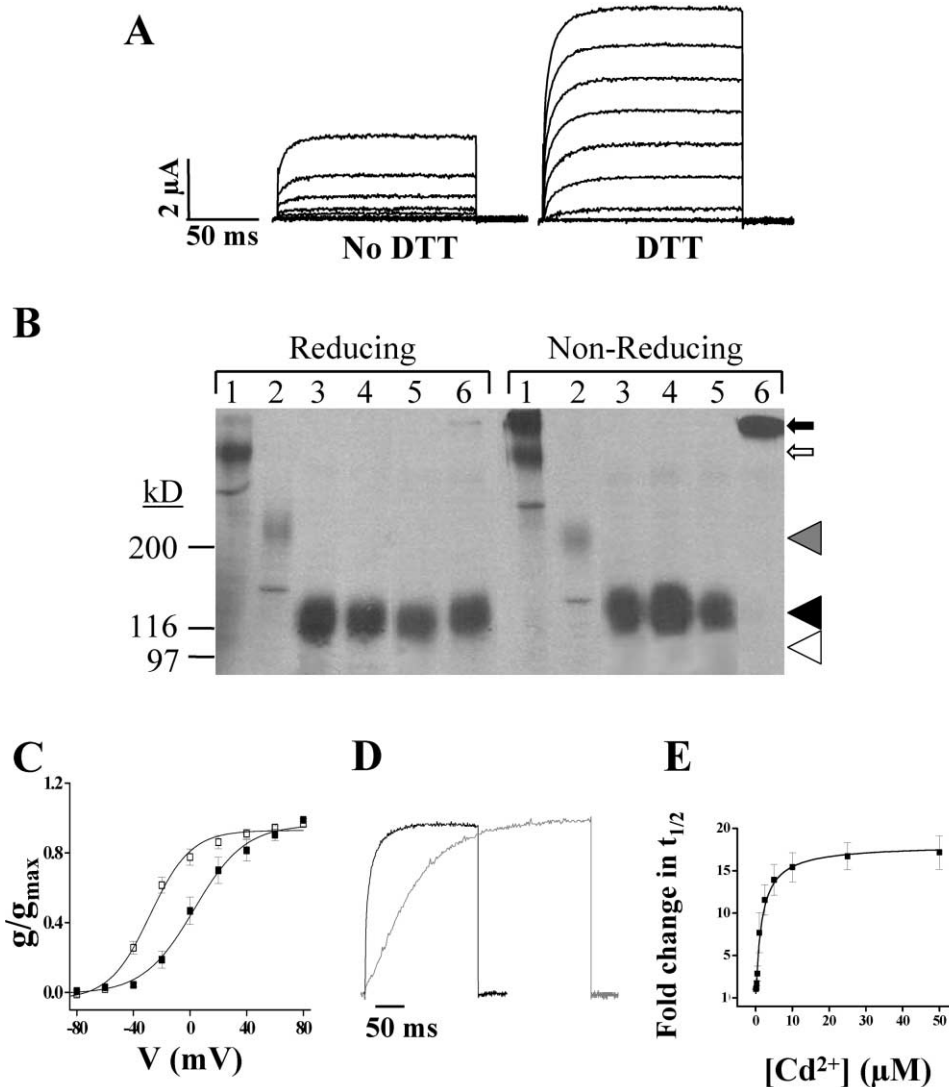 A
2 µA
50 ms
No DTT
DTT
B
Reducing
Non-Reducing
1 2 3 4 5 6
1 2 3 4 5 6
kD
200
116
97
C
g/gmax
1.2
0.8
0.4
0.0
-80 -40 0 40 80
V (mV)
D
50 ms
E
Fold change in t1/2
20
15
10
5
1
0 10 20 30 40 50
[Cd2+] (µM)